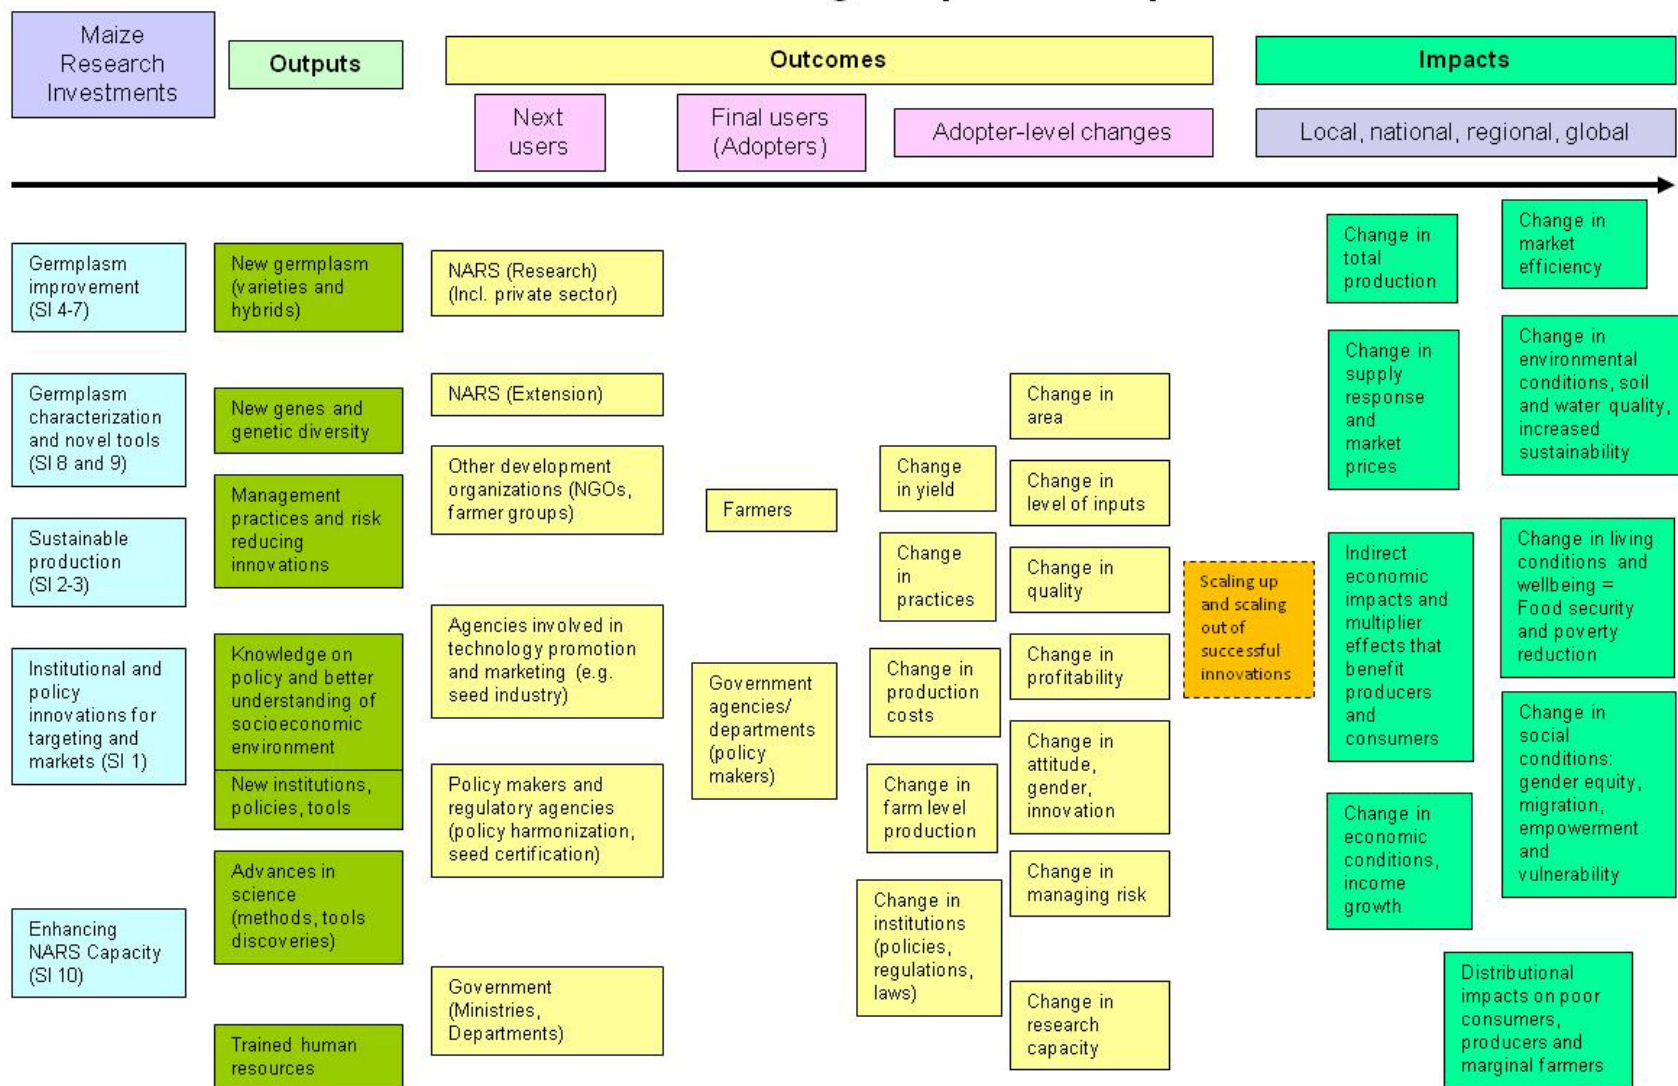 Maize
Research
Investments
Outputs
Outcomes
Impacts
Next
users
Final users
(Adopters)
Adopter-level changes
Local, national, regional, global
Germplasm
improvement
(SI 4-7)
Germplasm
characterization
and novel tools
(SI 8 and 9)
Sustainable
production
(SI 2-3)
Institutional and
policy
innovations for
targeting and
markets (SI 1)
Enhancing
NARS Capacity
(SI 10)
New germplasm
(varieties and
hybrids)
New genes and
genetic diversity
Management
practices and risk
reducing
innovations
Knowledge on
policy and better
understanding of
socioeconomic
environment
New institutions,
policies, tools
Advances in
science
(methods, tools
discoveries)
Trained human
resources
NARS (Research)
(Incl. private sector)
NARS (Extension)
Other development
organizations (NGOs,
farmer groups)
Agencies involved in
technology promotion
and marketing (e.g.
seed industry)
Policy makers and
regulatory agencies
(policy harmonization,
seed certification)
Government
(Ministries,
Departments)
Farmers
Government
agencies/
departments
(policy
makers)
Change
in yield
Change
in
practices
Change in
production
costs
Change in
farm level
production
Change in
institutions
(policies,
regulations,
laws)
Change in
area
Change in
level of inputs
Change in
quality
Change in
profitability
Change in
attitude,
gender,
innovation
Change in
managing risk
Change in
research
capacity
Scaling up
and scaling
out of
successful
innovations
Change in
total
production
Change in
supply
response
and
market
prices
Indirect
economic
impacts and
multiplier
effects that
benefit
producers
and
consumers
Change in
economic
conditions,
income
growth
Change in
market
efficiency
Change in
environmental
conditions, soil
and water quality,
increased
sustainability
Change in living
conditions and
wellbeing =
Food security
and poverty
reduction
Change in
social
conditions:
gender equity,
migration,
empowerment
and
vulnerability
Distributional
impacts on poor
consumers,
producers and
marginal farmers